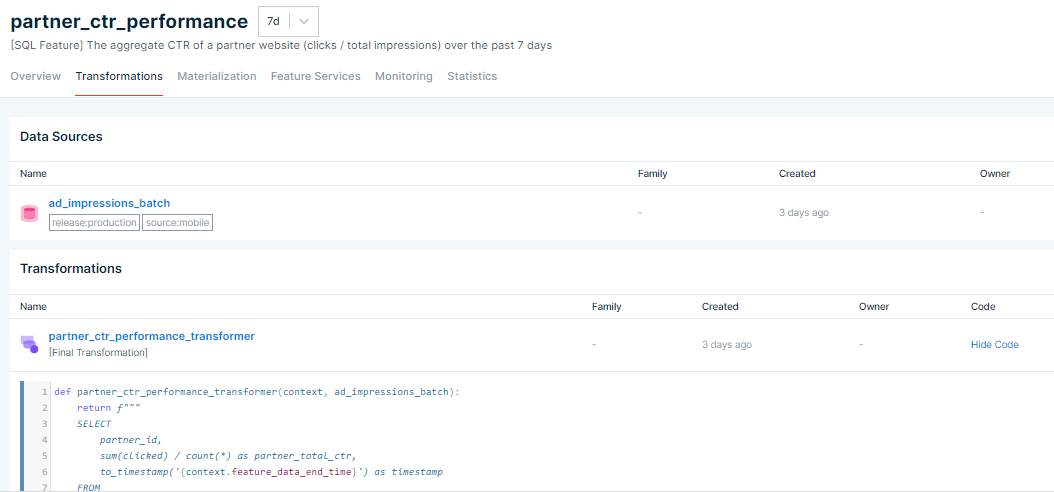 partner_ctr_performance 7d
[SQL Feature] The aggregate CTR of a partner website (clicks / total impressions) over the past 7 days
Overview Transformations Materialization Feature Services Monitoring Statistics
Data Sources
Name Family Created Owner
ad_impressions_batch
release:production source:mobile - 3 days ago -
Transformations
Name Family Created Owner Code
partner_ctr_performance_transformer
[Final Transformation] - 3 days ago - Hide Code
1 def partner_ctr_performance_transformer(context, ad_impressions_batch):
2 return f"""
3 SELECT
4 partner_id,
5 sum(clicked) / count(*) as partner_total_ctr,
6 to_timestamp('{context.feature_data_end_time}') as timestamp
7 FROM